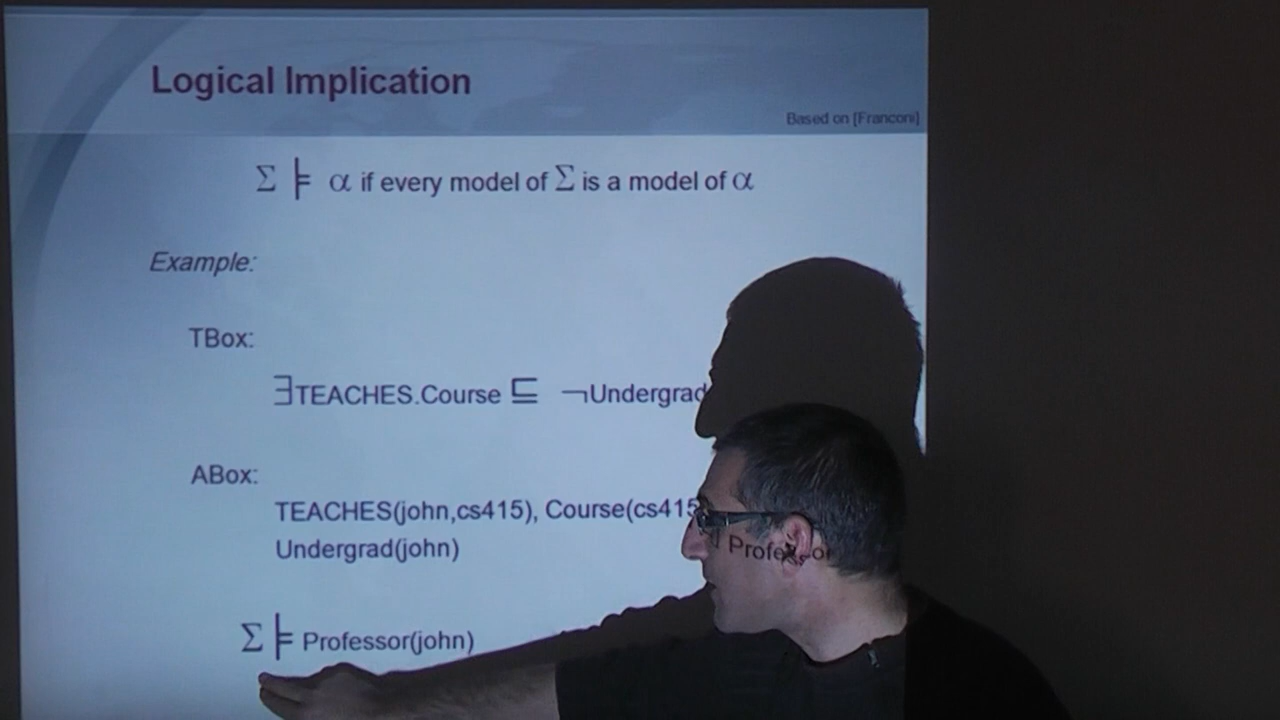 Logical Implication
Based on [Franconi]
Σ ⊨ α if every model of Σ is a model of α
Example:
TBox:
∃TEACHES.Course ⊑ ¬Undergrad
Professor
ABox:
TEACHES(john,cs415), Course(cs415
Undergrad(john)
Σ ⊨ Professor(john)